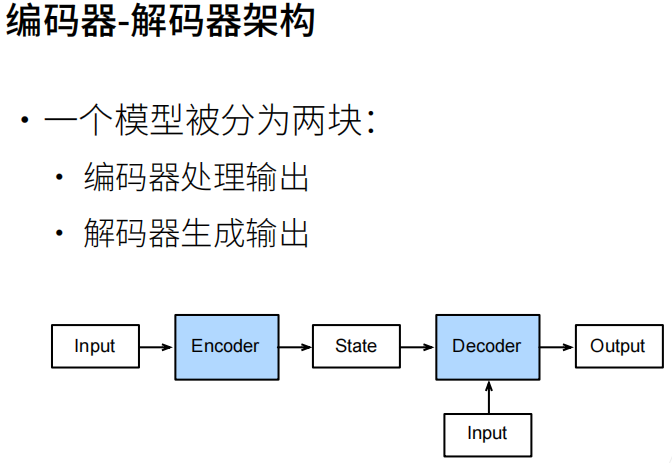 编码器-解码器架构
• 一个模型被分为两块：
• 编码器处理输出
• 解码器生成输出
Input Encoder State Decoder Output
Input